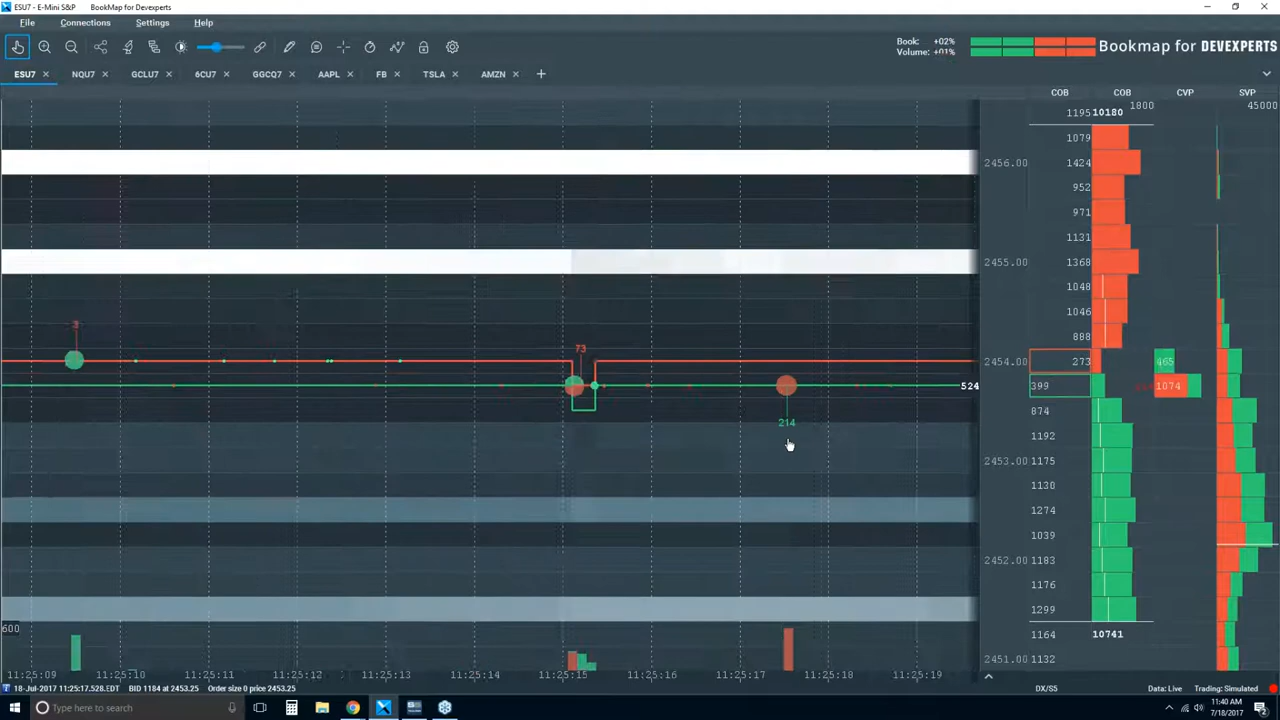 ESU7 - E-Mini S&P BookMap for Devexperts
File Connections Settings Help
Book: +02%
Volume: +01%
Bookmap for DEVEXPERTS
ESU7 NQU7 GCLU7 6CU7 GGCQ7 AAPL FB TSLA AMZN
COB COB CVP SVP
1800 45000
1195 10180
1079
2456.00 1424
952
971
1131
2455.00 1368
1048
1046
3
888
73
2454.00 273 465
524 399 1074
874
214
1192
2453.00 1175
1130
1274
1039
2452.00 1183
1176
1299
600
1164 10741
2451.00 1132
11:25:09 11:25:10 11:25:11 11:25:12 11:25:13 11:25:14 11:25:15 11:25:16 11:25:17 11:25:18 11:25:19
18-Jul-2017 11:25:17.528.EDT BID 1184 at 2453.25 Order size 0 price 2453.25
DX/S5 Data: Live Trading: Simulated
Type here to search
11:40 AM
7/18/2017
2